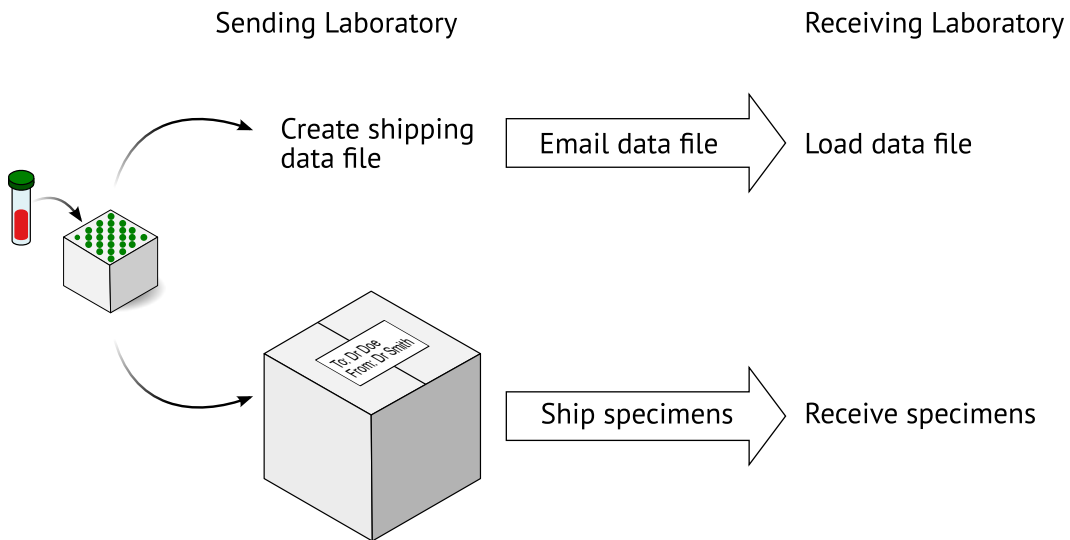 Sending Laboratory
Receiving Laboratory
Create shipping
data file
Email data file
Load data file
To: Dr Doe
From: Dr Smith
Ship specimens
Receive specimens